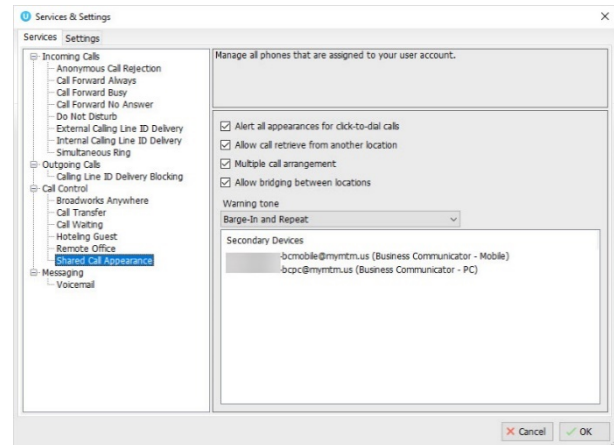 Services & Settings
Services Settings
Incoming Calls
Anonymous Call Rejection
Call Forward Always
Call Forward Busy
Call Forward No Answer
Do Not Disturb
External Calling Line ID Delivery
Internal Calling Line ID Delivery
Simultaneous Ring
Outgoing Calls
Calling Line ID Delivery Blocking
Call Control
Broadworks Anywhere
Call Transfer
Call Waiting
Hoteling Guest
Remote Office
Shared Call Appearance
Messaging
Voicemail
Manage all phones that are assigned to your user account.
Alert all appearances for click-to-dial calls
Allow call retrieve from another location
Multiple call arrangement
Allow bridging between locations
Warning tone
Barge-In and Repeat
Secondary Devices
-bcmobile@mymtm.us (Business Communicator - Mobile)
-bcpc@mymtm.us (Business Communicator - PC)
Cancel OK